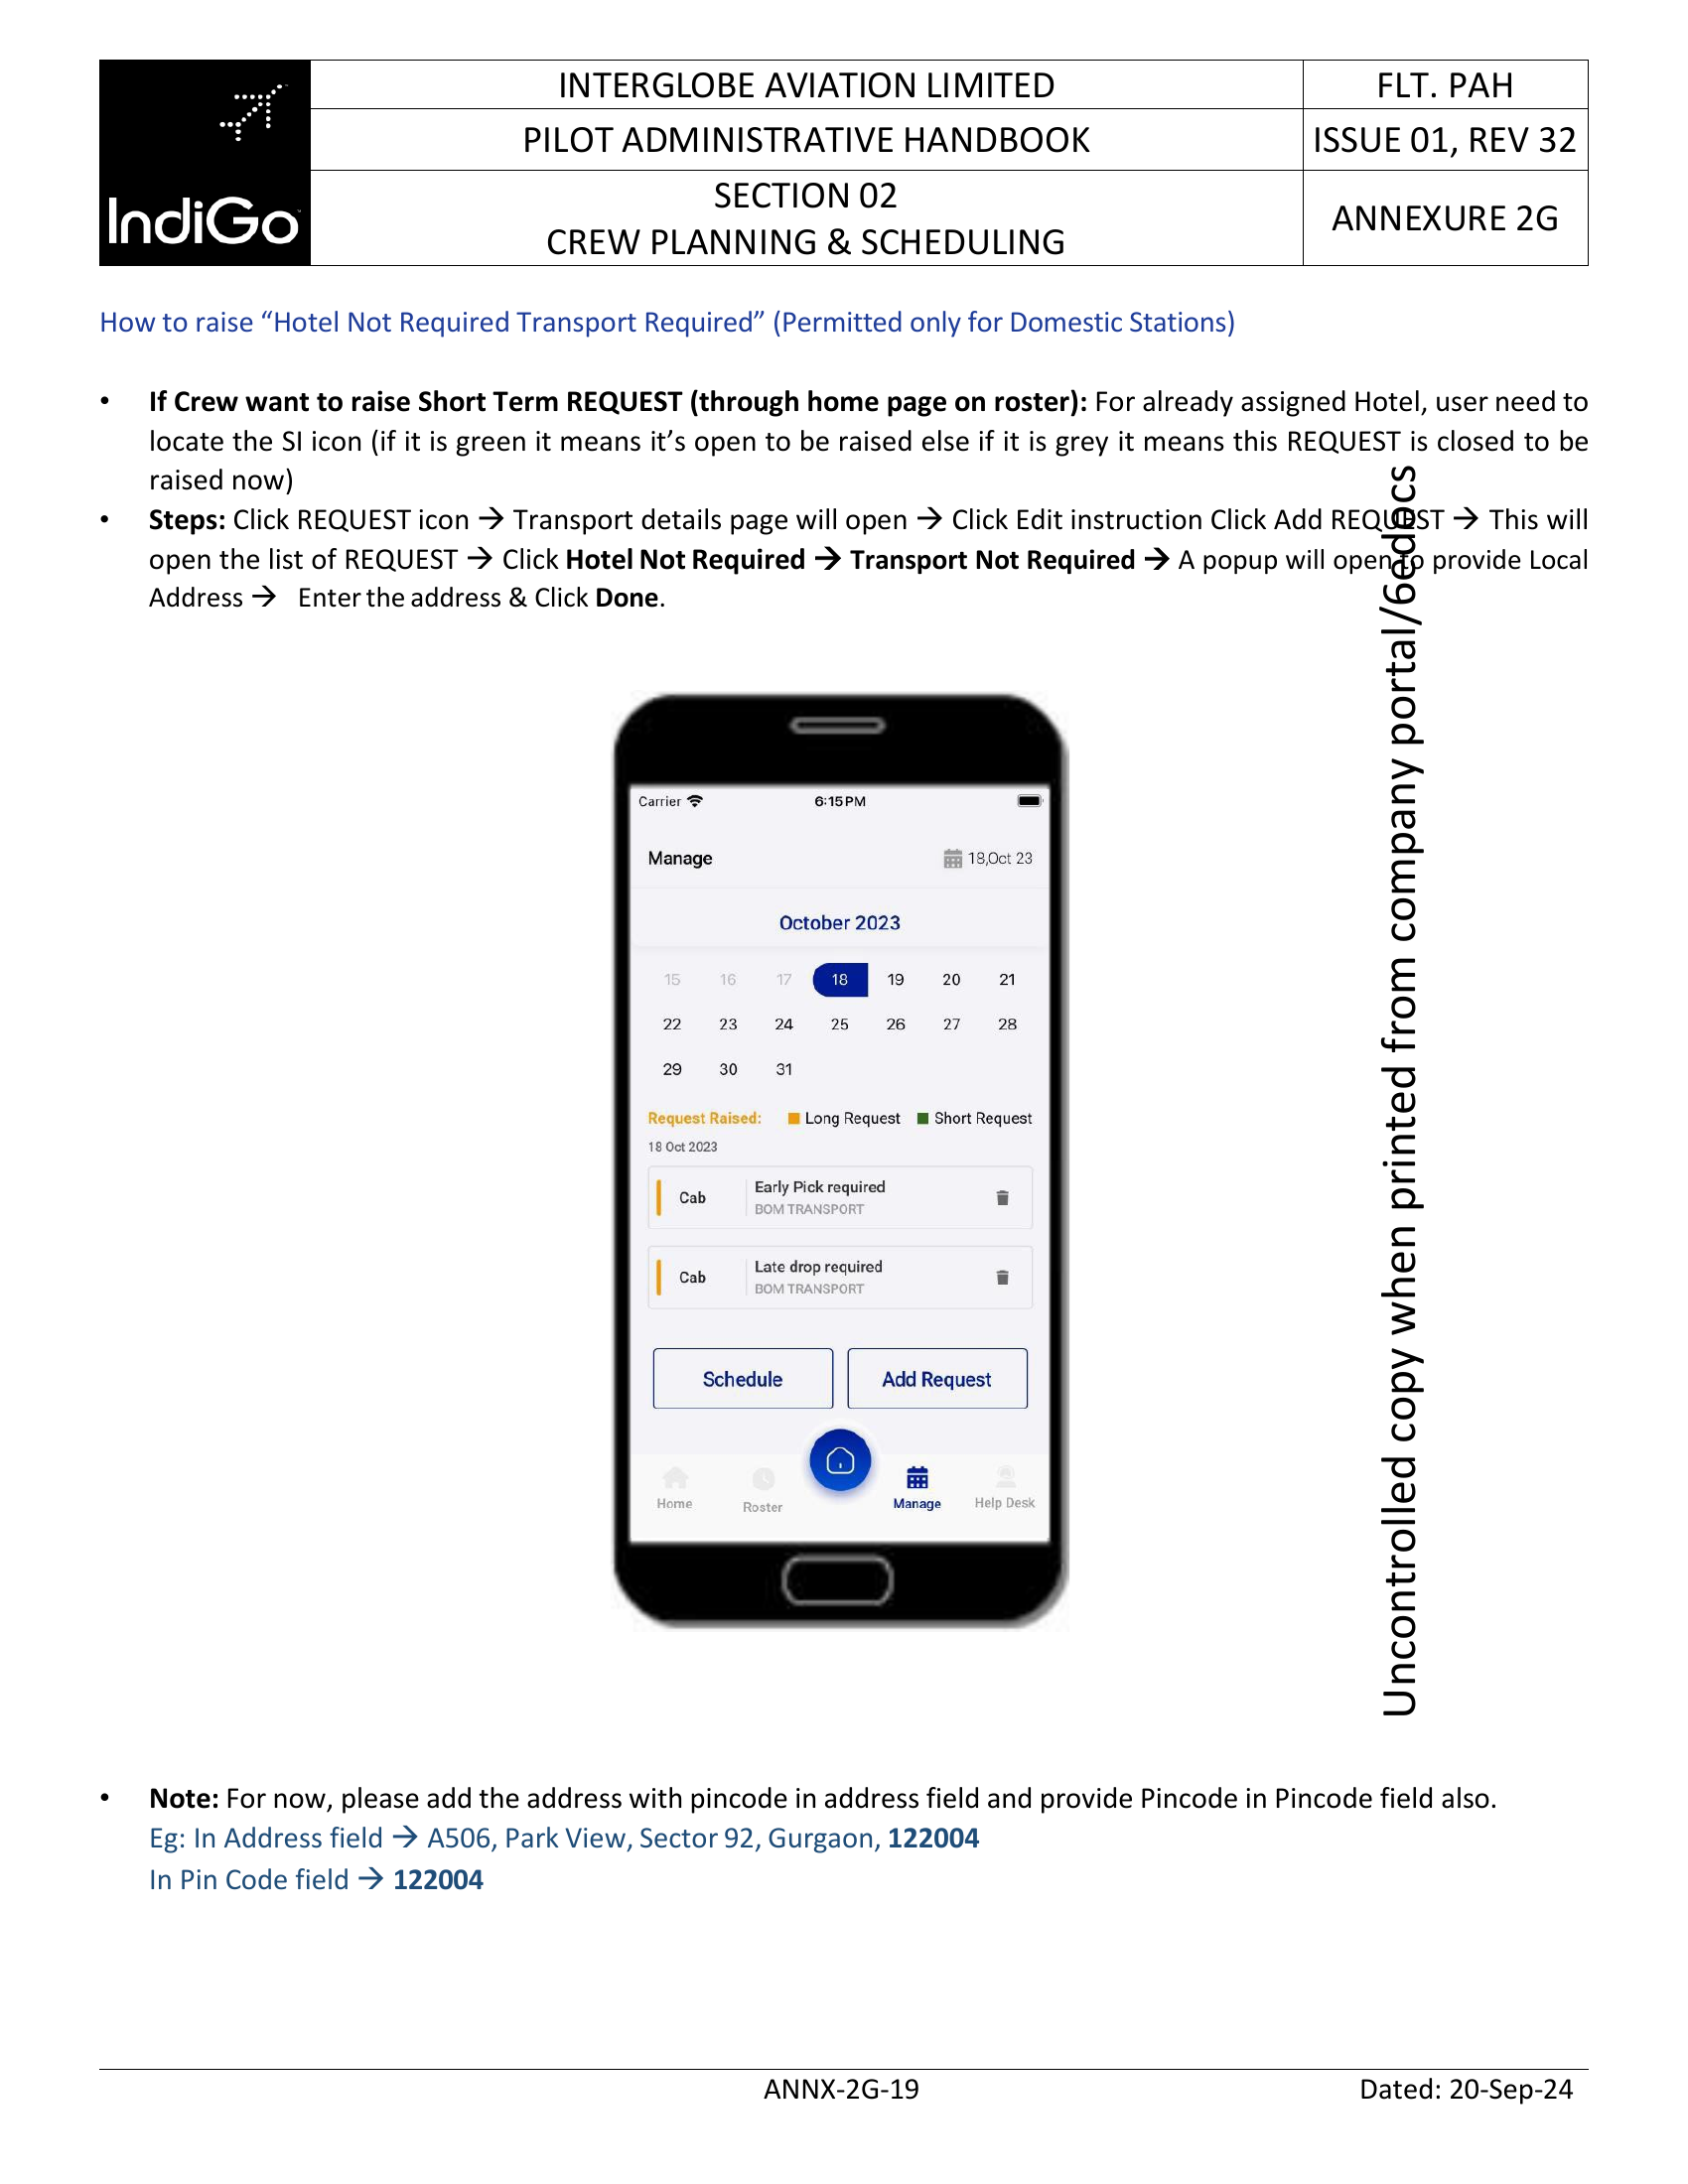 IndiGo
INTERGLOBE AVIATION LIMITED
FLT. PAH
PILOT ADMINISTRATIVE HANDBOOK
ISSUE 01, REV 32
SECTION 02
CREW PLANNING & SCHEDULING
ANNEXURE 2G
How to raise “Hotel Not Required Transport Required” (Permitted only for Domestic Stations)
• If Crew want to raise Short Term REQUEST (through home page on roster): For already assigned Hotel, user need to
locate the SI icon (if it is green it means it’s open to be raised else if it is grey it means this REQUEST is closed to be
raised now)
• Steps: Click REQUEST icon → Transport details page will open → Click Edit instruction Click Add REQUEST → This will
open the list of REQUEST → Click Hotel Not Required → Transport Not Required → A popup will open to provide Local
Address → Enter the address & Click Done.
Carrier 6:15 PM
Manage 18,Oct 23
October 2023
15 16 17 18 19 20 21
22 23 24 25 26 27 28
29 30 31
Request Raised: Long Request Short Request
18 Oct 2023
Cab Early Pick required
BOM TRANSPORT
Cab Late drop required
BOM TRANSPORT
Schedule Add Request
Home Roster Manage Help Desk
Uncontrolled copy when printed from company portal/6edocs
• Note: For now, please add the address with pincode in address field and provide Pincode in Pincode field also.
Eg: In Address field → A506, Park View, Sector 92, Gurgaon, 122004
In Pin Code field → 122004
ANNX-2G-19 Dated: 20-Sep-24